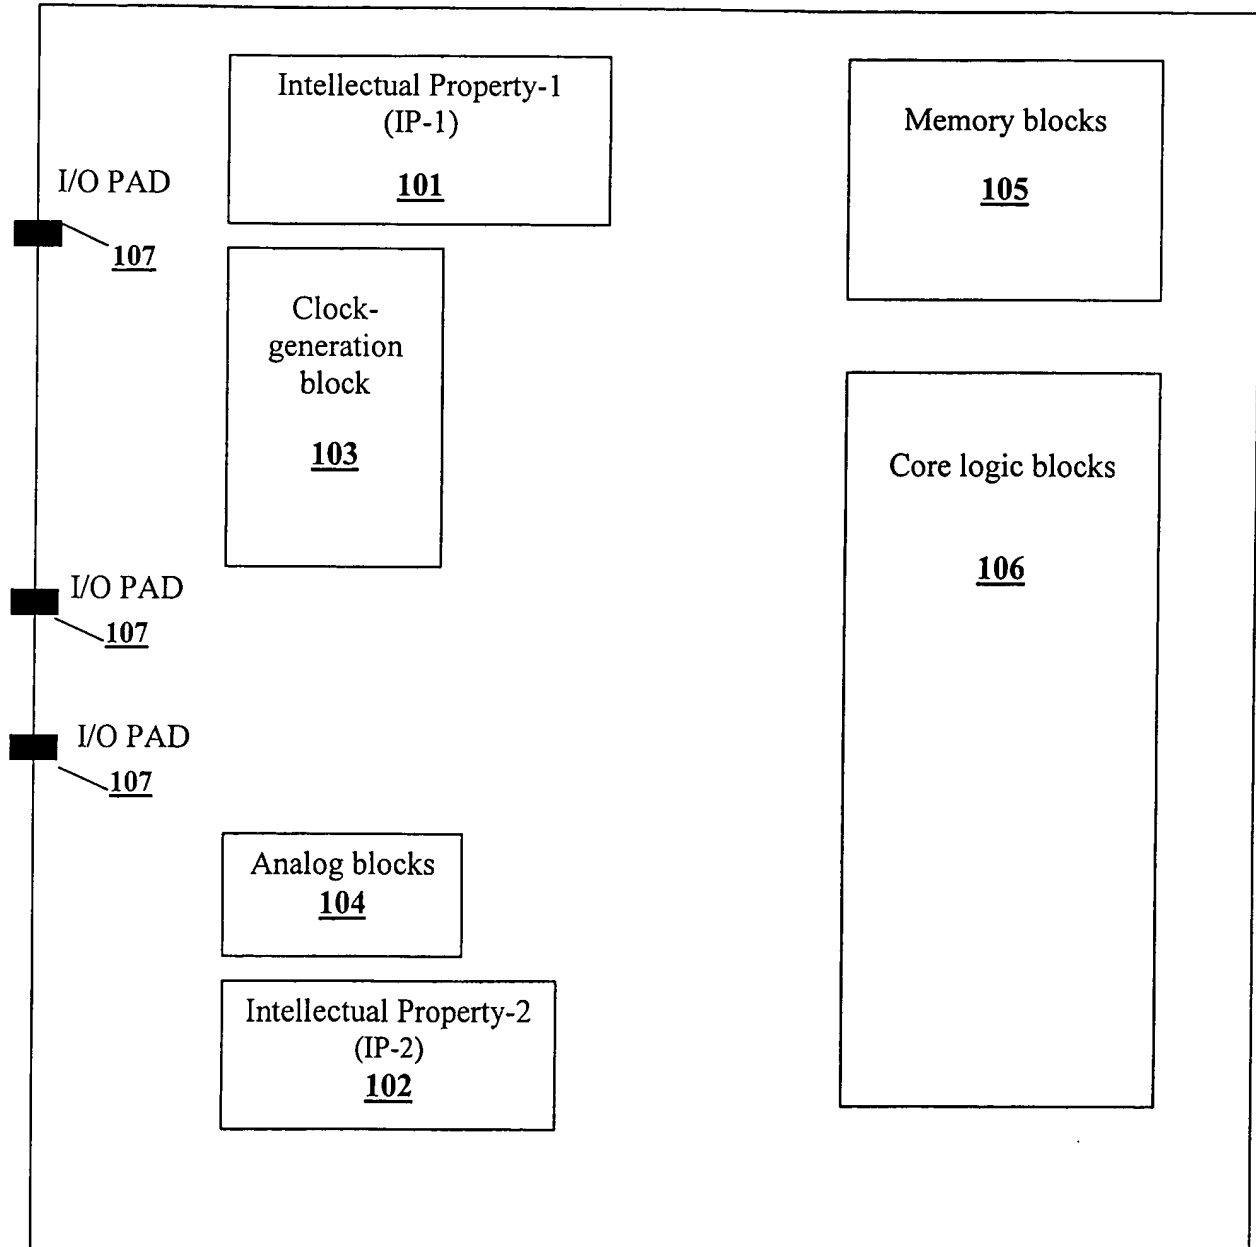 Intellectual Property-1
(IP-1)
101
Memory blocks
105
I/O PAD
107
Clock-
generation
block
103
Core logic blocks
106
I/O PAD
107
I/O PAD
107
Analog blocks
104
Intellectual Property-2
(IP-2)
102